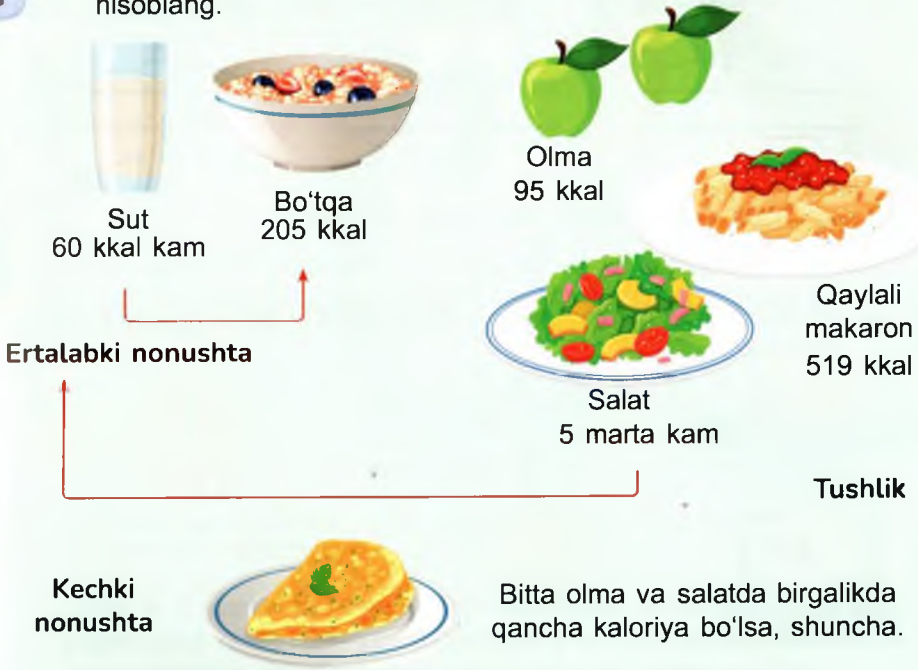 hisoblang.
Sut
60 kkal kam
Bo‘tqa
205 kkal
Olma
95 kkal
Qaylali
makaron
519 kkal
Ertalabki nonushta
Salat
5 marta kam
Tushlik
Kechki
nonushta
Bitta olma va salatda birgalikda
qancha kaloriya bo‘lsa, shuncha.